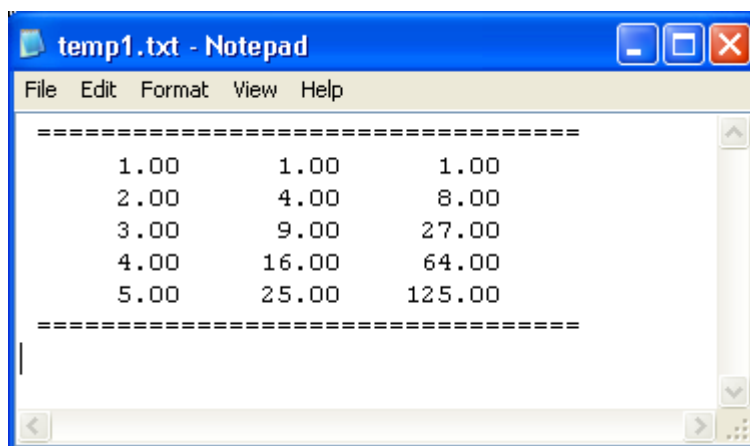 temp1.txt - Notepad
File Edit Format View Help
==================================
1.00 1.00 1.00
2.00 4.00 8.00
3.00 9.00 27.00
4.00 16.00 64.00
5.00 25.00 125.00
==================================